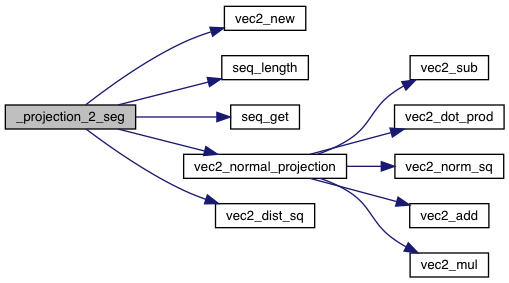 _projection_2_seg
vec2_new
seq_length
seq_get
vec2_normal_projection
vec2_dist_sq
vec2_sub
vec2_dot_prod
vec2_norm_sq
vec2_add
vec2_mul